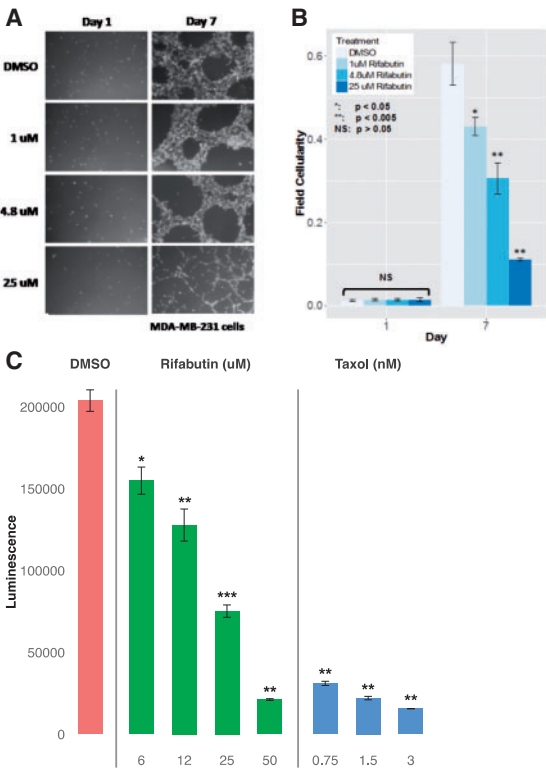 A
Day 1
Day 7
DMSO
1 uM
4.8 uM
25 uM
MDA-MB-231 cells
B
Treatment
DMSO
1uM Rifabutin
4.8uM Rifabutin
25 uM Rifabutin
*: p < 0.05
**: p < 0.005
NS: p > 0.05
Field Cellularity
0.6
0.4
0.2
0.0
*
**
**
NS
1
7
Day
C
DMSO
Rifabutin (uM)
Taxol (nM)
Luminescence
200000
150000
100000
50000
0
*
**
***
**
**
**
**
6
12
25
50
0.75
1.5
3